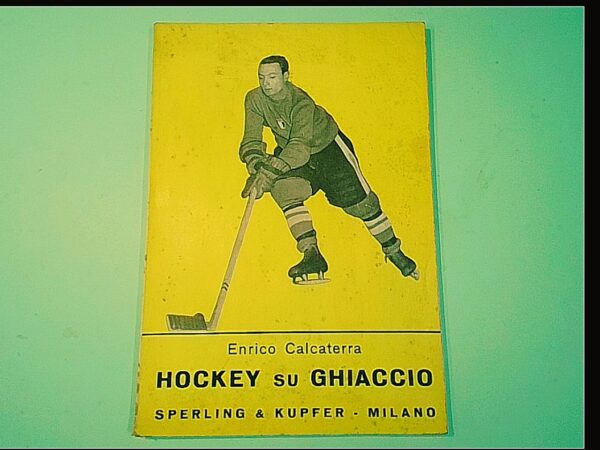 Enrico Calcaterra
HOCKEY SU GHIACCIO
SPERLING & KUPFER - MILANO